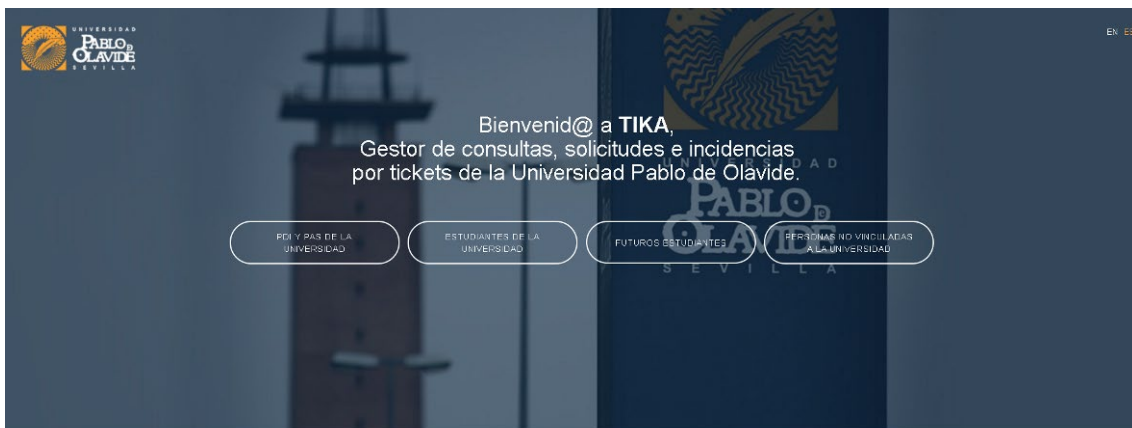 UNIVERSIDAD
PABLO DE
OLAVIDE
SEVILLA
EN ES
Bienvenid@ a TIKA,
Gestor de consultas, solicitudes e incidencias
por tickets de la Universidad Pablo de Olavide.
PDI Y PAS DE LA
UNIVERSIDAD
ESTUDIANTES DE LA
UNIVERSIDAD
FUTUROS ESTUDIANTES
PERSONAS NO VINCULADAS
A LA UNIVERSIDAD
UNIVERSIDAD
PABLO DE
OLAVIDE
SEVILLA